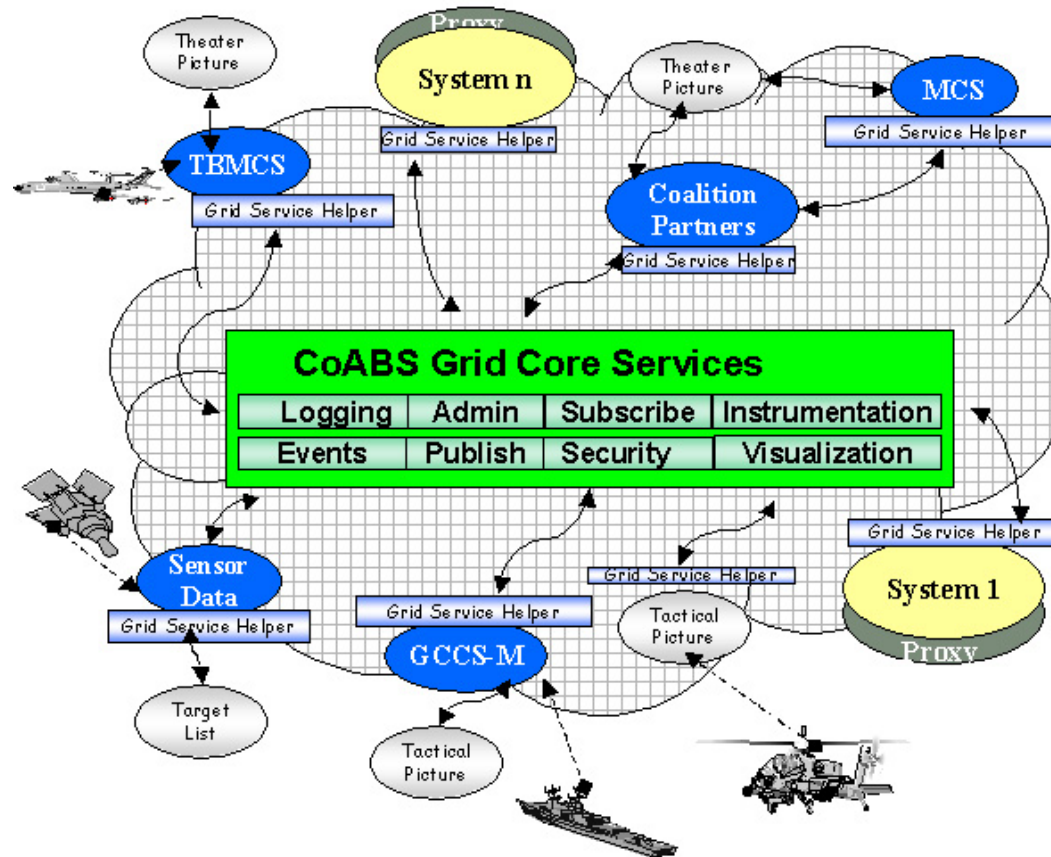 Proxy
Theater
Picture
System n
Theater
Picture
MCS
Grid Service Helper
Grid Service Helper
TBMCS
Grid Service Helper
Coalition
Partners
Grid Service Helper
CoABS Grid Core Services
Logging
Admin
Subscribe
Instrumentation
Events
Publish
Security
Visualization
Grid Service Helper
Sensor
Data
Grid Service Helper
Grid Service Helper
Grid Service Helper
System 1
Proxy
Tactical
Picture
GCCS-M
Target
List
Tactical
Picture